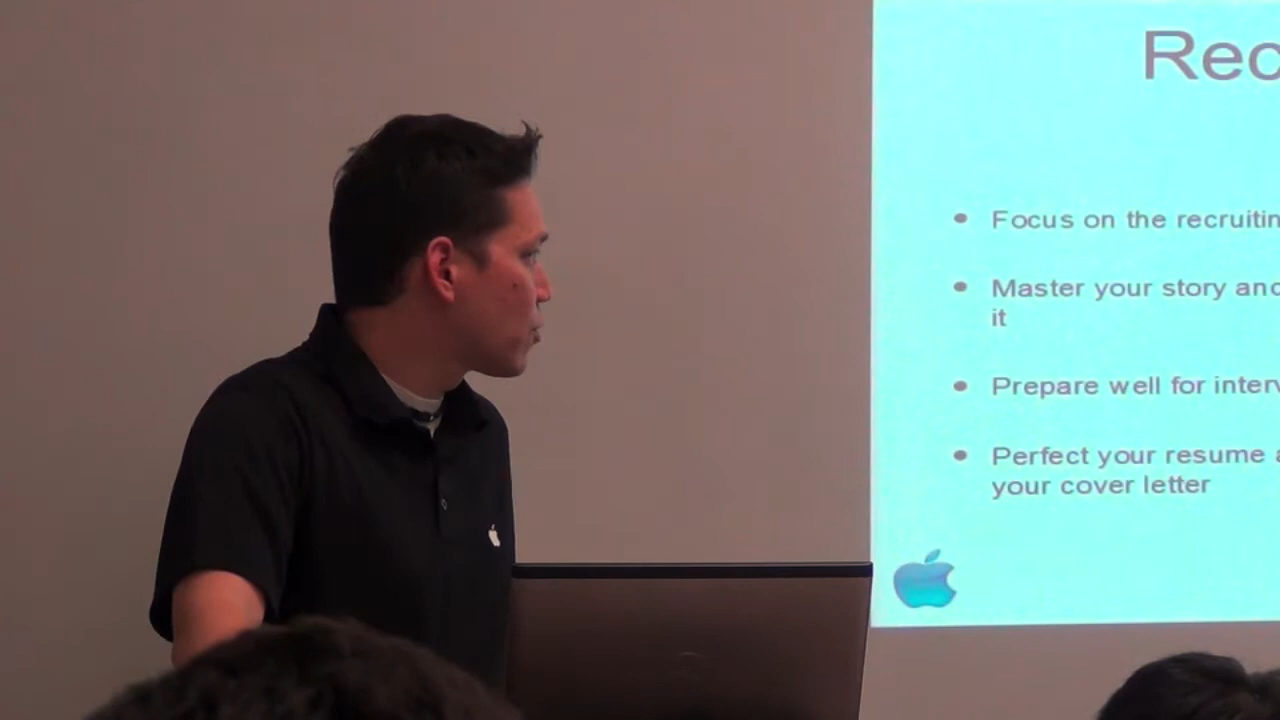 Rec
Focus on the recruitin
Master your story and
it
Prepare well for interv
Perfect your resume a
your cover letter